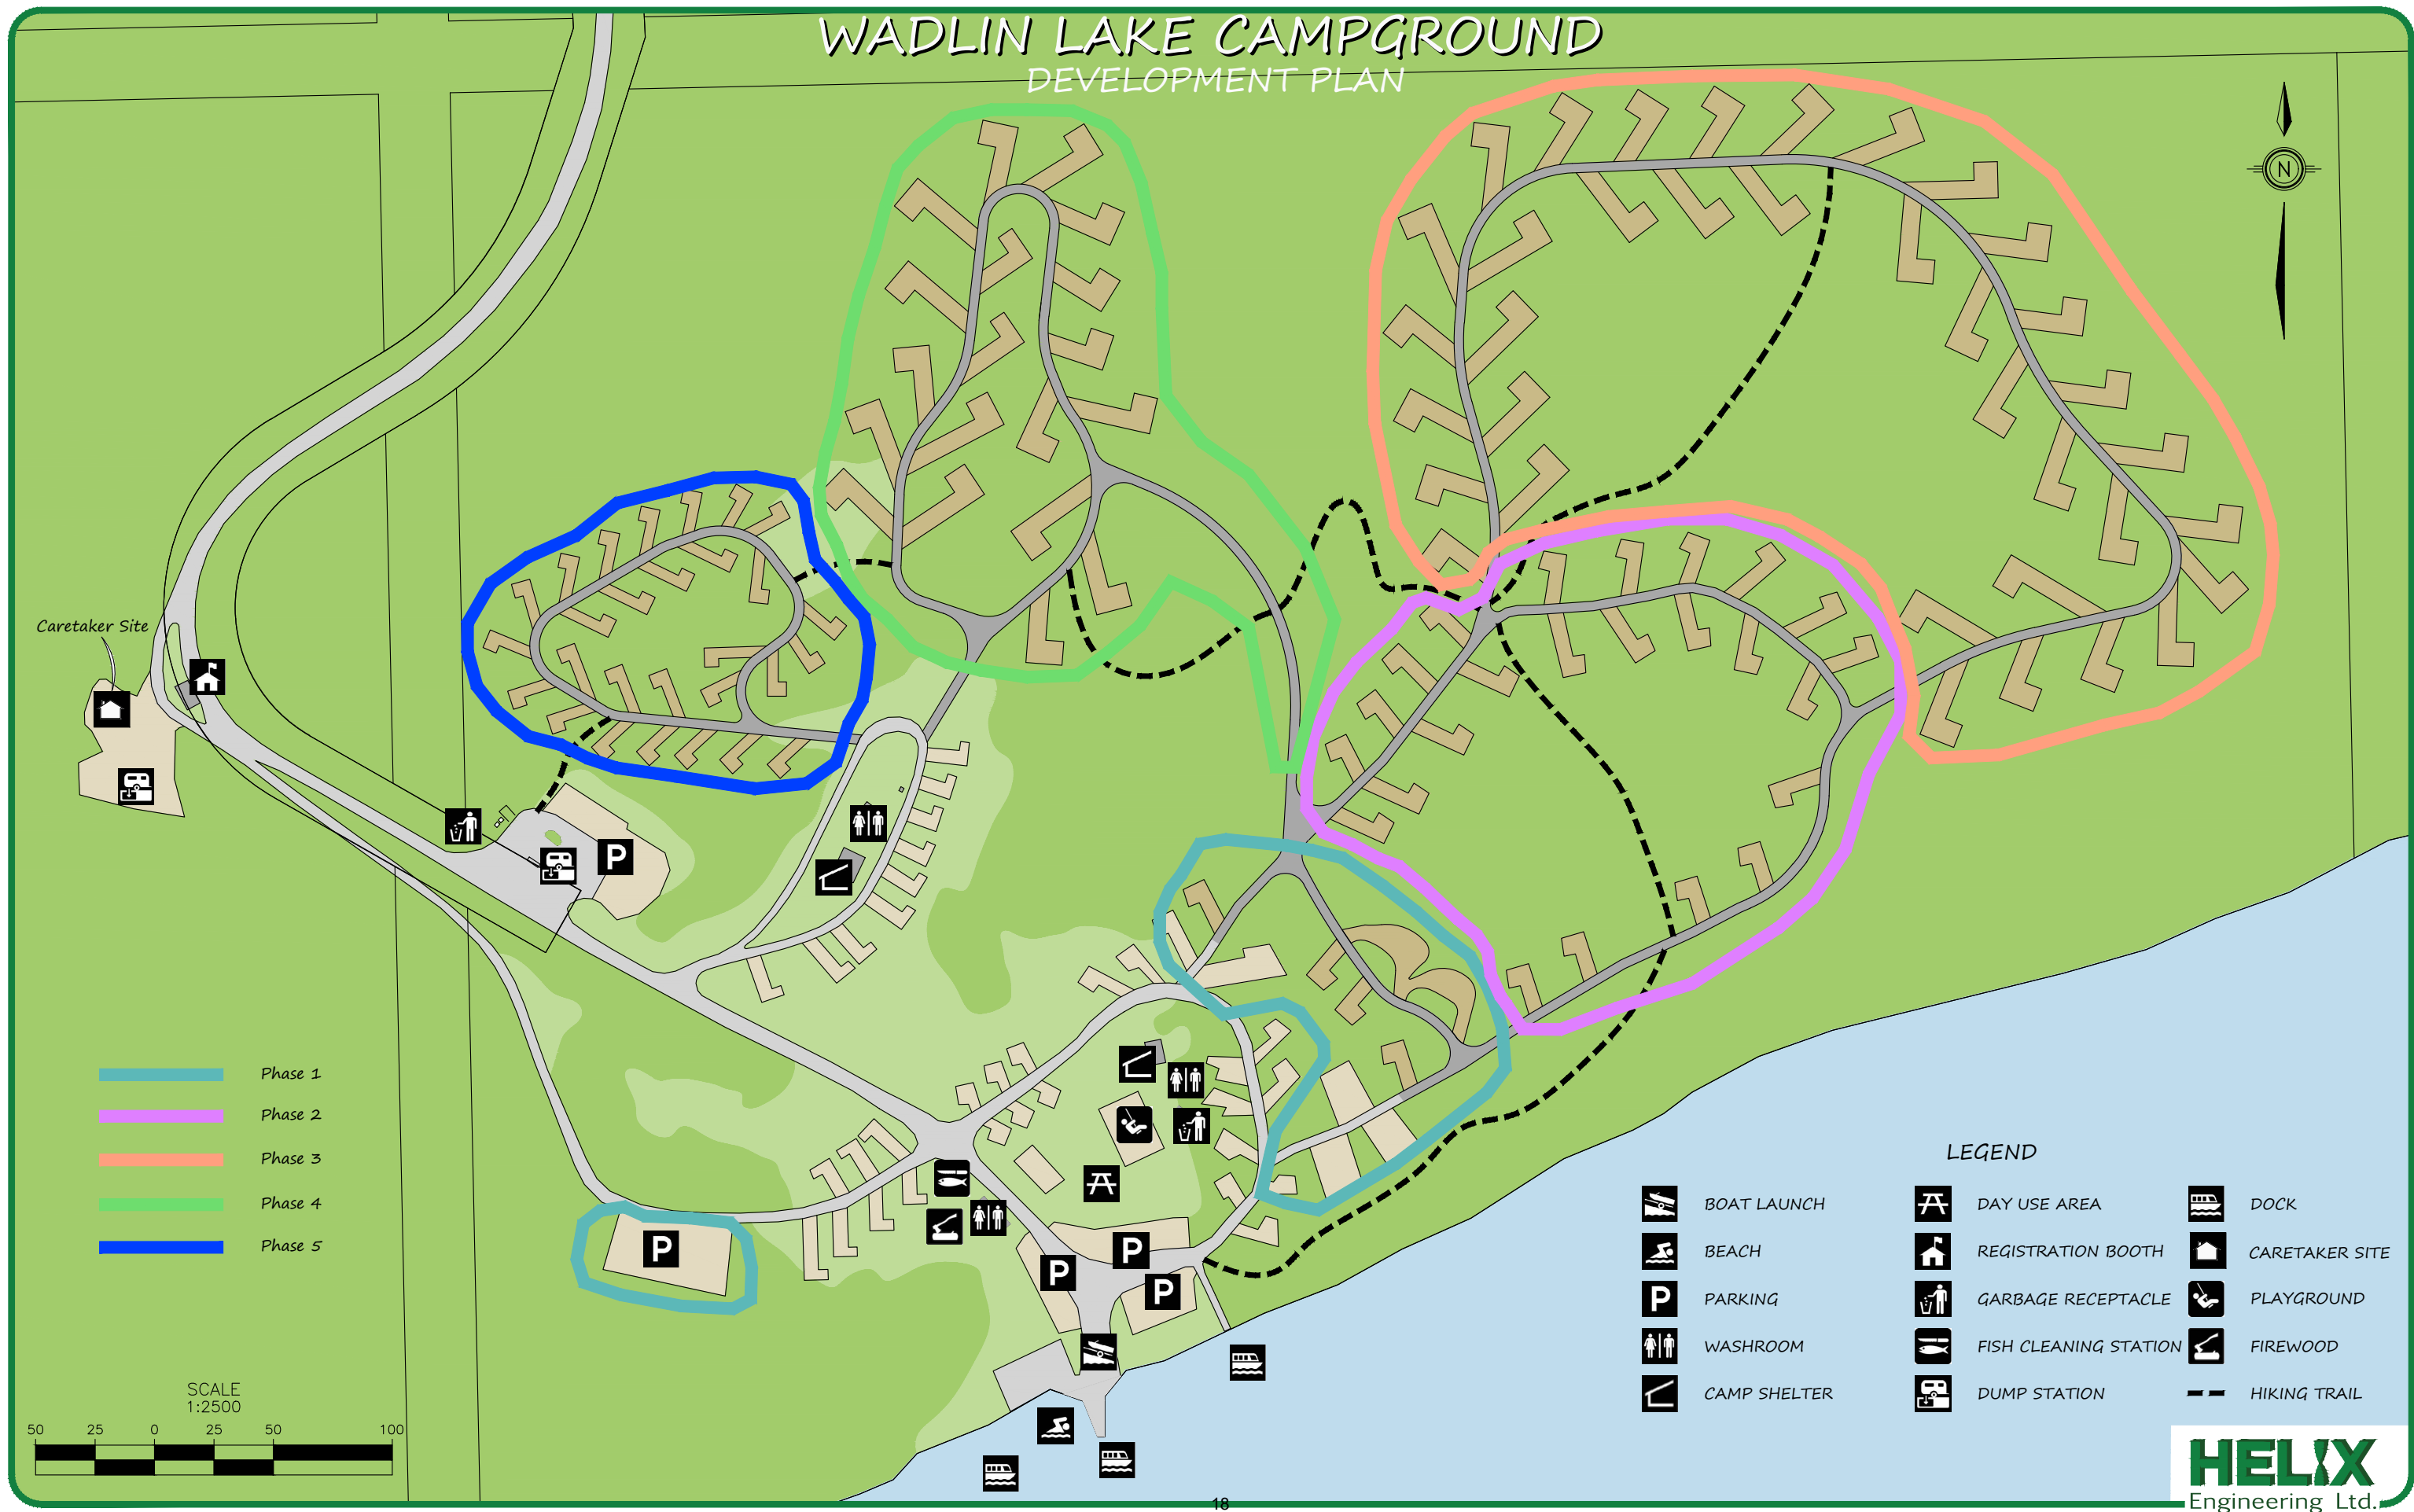 WADLIN LAKE CAMPGROUND
DEVELOPMENT PLAN
N
Caretaker Site
P
P
P
P
P
Phase 1
Phase 2
Phase 3
Phase 4
Phase 5
LEGEND
BOAT LAUNCH
DAY USE AREA
DOCK
BEACH
REGISTRATION BOOTH
CARETAKER SITE
P PARKING
GARBAGE RECEPTACLE
PLAYGROUND
WASHROOM
FISH CLEANING STATION
FIREWOOD
CAMP SHELTER
DUMP STATION
HIKING TRAIL
SCALE
1:2500
50 25 0 25 50 100
HELIX
Engineering Ltd.
18